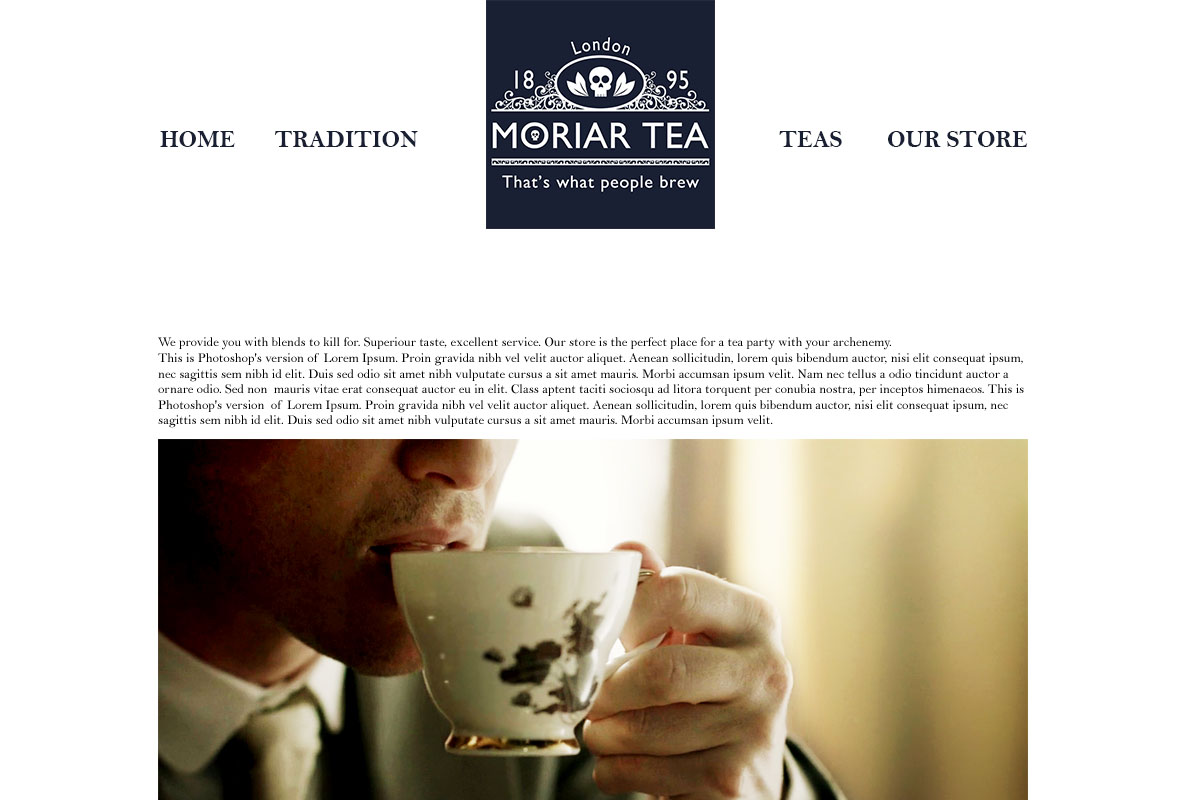 London
18 95
HOME TRADITION MORIAR TEA TEAS OUR STORE
That's what people brew
We provide you with blends to kill for. Superiour taste, excellent service. Our store is the perfect place for a tea party with your archenemy.
This is Photoshop's version of Lorem Ipsum. Proin gravida nibh vel velit auctor aliquet. Aenean sollicitudin, lorem quis bibendum auctor, nisi elit consequat ipsum,
nec sagittis sem nibh id elit. Duis sed odio sit amet nibh vulputate cursus a sit amet mauris. Morbi accumsan ipsum velit. Nam nec tellus a odio tincidunt auctor a
ornare odio. Sed non mauris vitae erat consequat auctor eu in elit. Class aptent taciti sociosqu ad litora torquent per conubia nostra, per inceptos himenaeos. This is
Photoshop's version of Lorem Ipsum. Proin gravida nibh vel velit auctor aliquet. Aenean sollicitudin, lorem quis bibendum auctor, nisi elit consequat ipsum, nec
sagittis sem nibh id elit. Duis sed odio sit amet nibh vulputate cursus a sit amet mauris. Morbi accumsan ipsum velit.